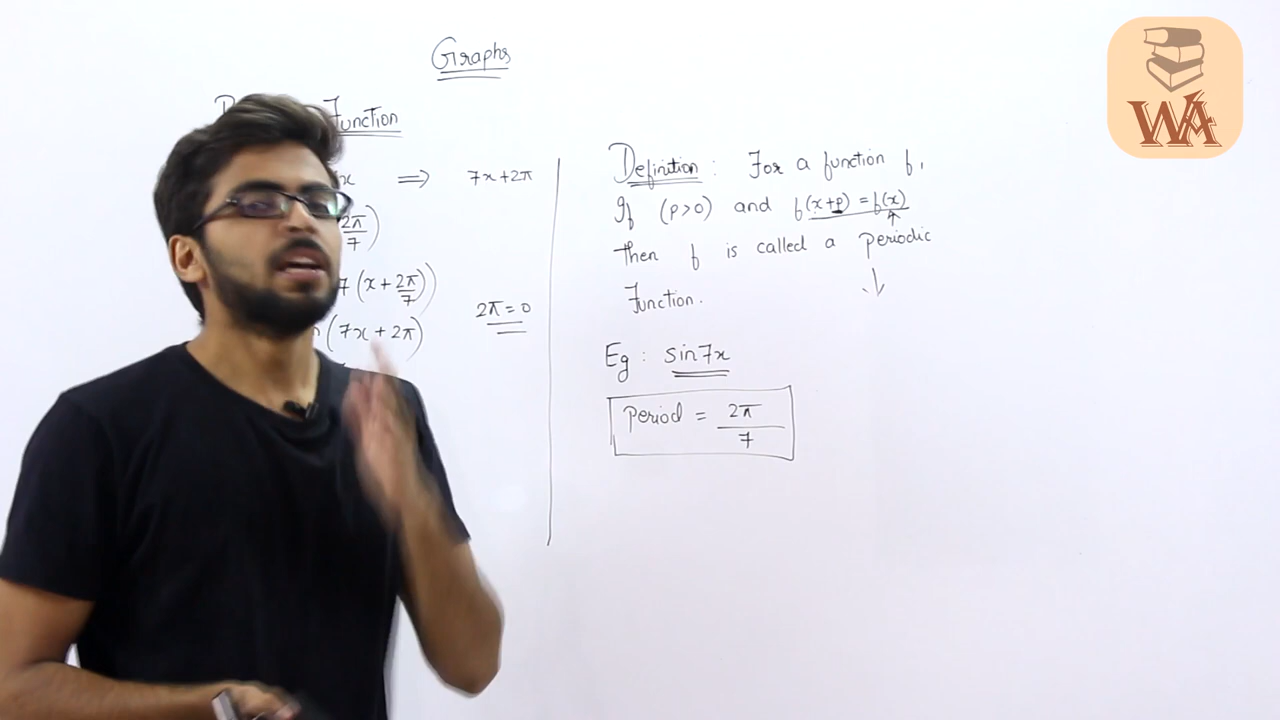 Graphs
Function
x ⟹ 7x+2π
2π/7)
7(x+2π/7))
(7x+2π)
2π=0
Definition: For a function f,
If (p>0) and f(x+p)=f(x)
then f is called a periodic
Function.
Eg: sin7x
Period = 2π/7
WA